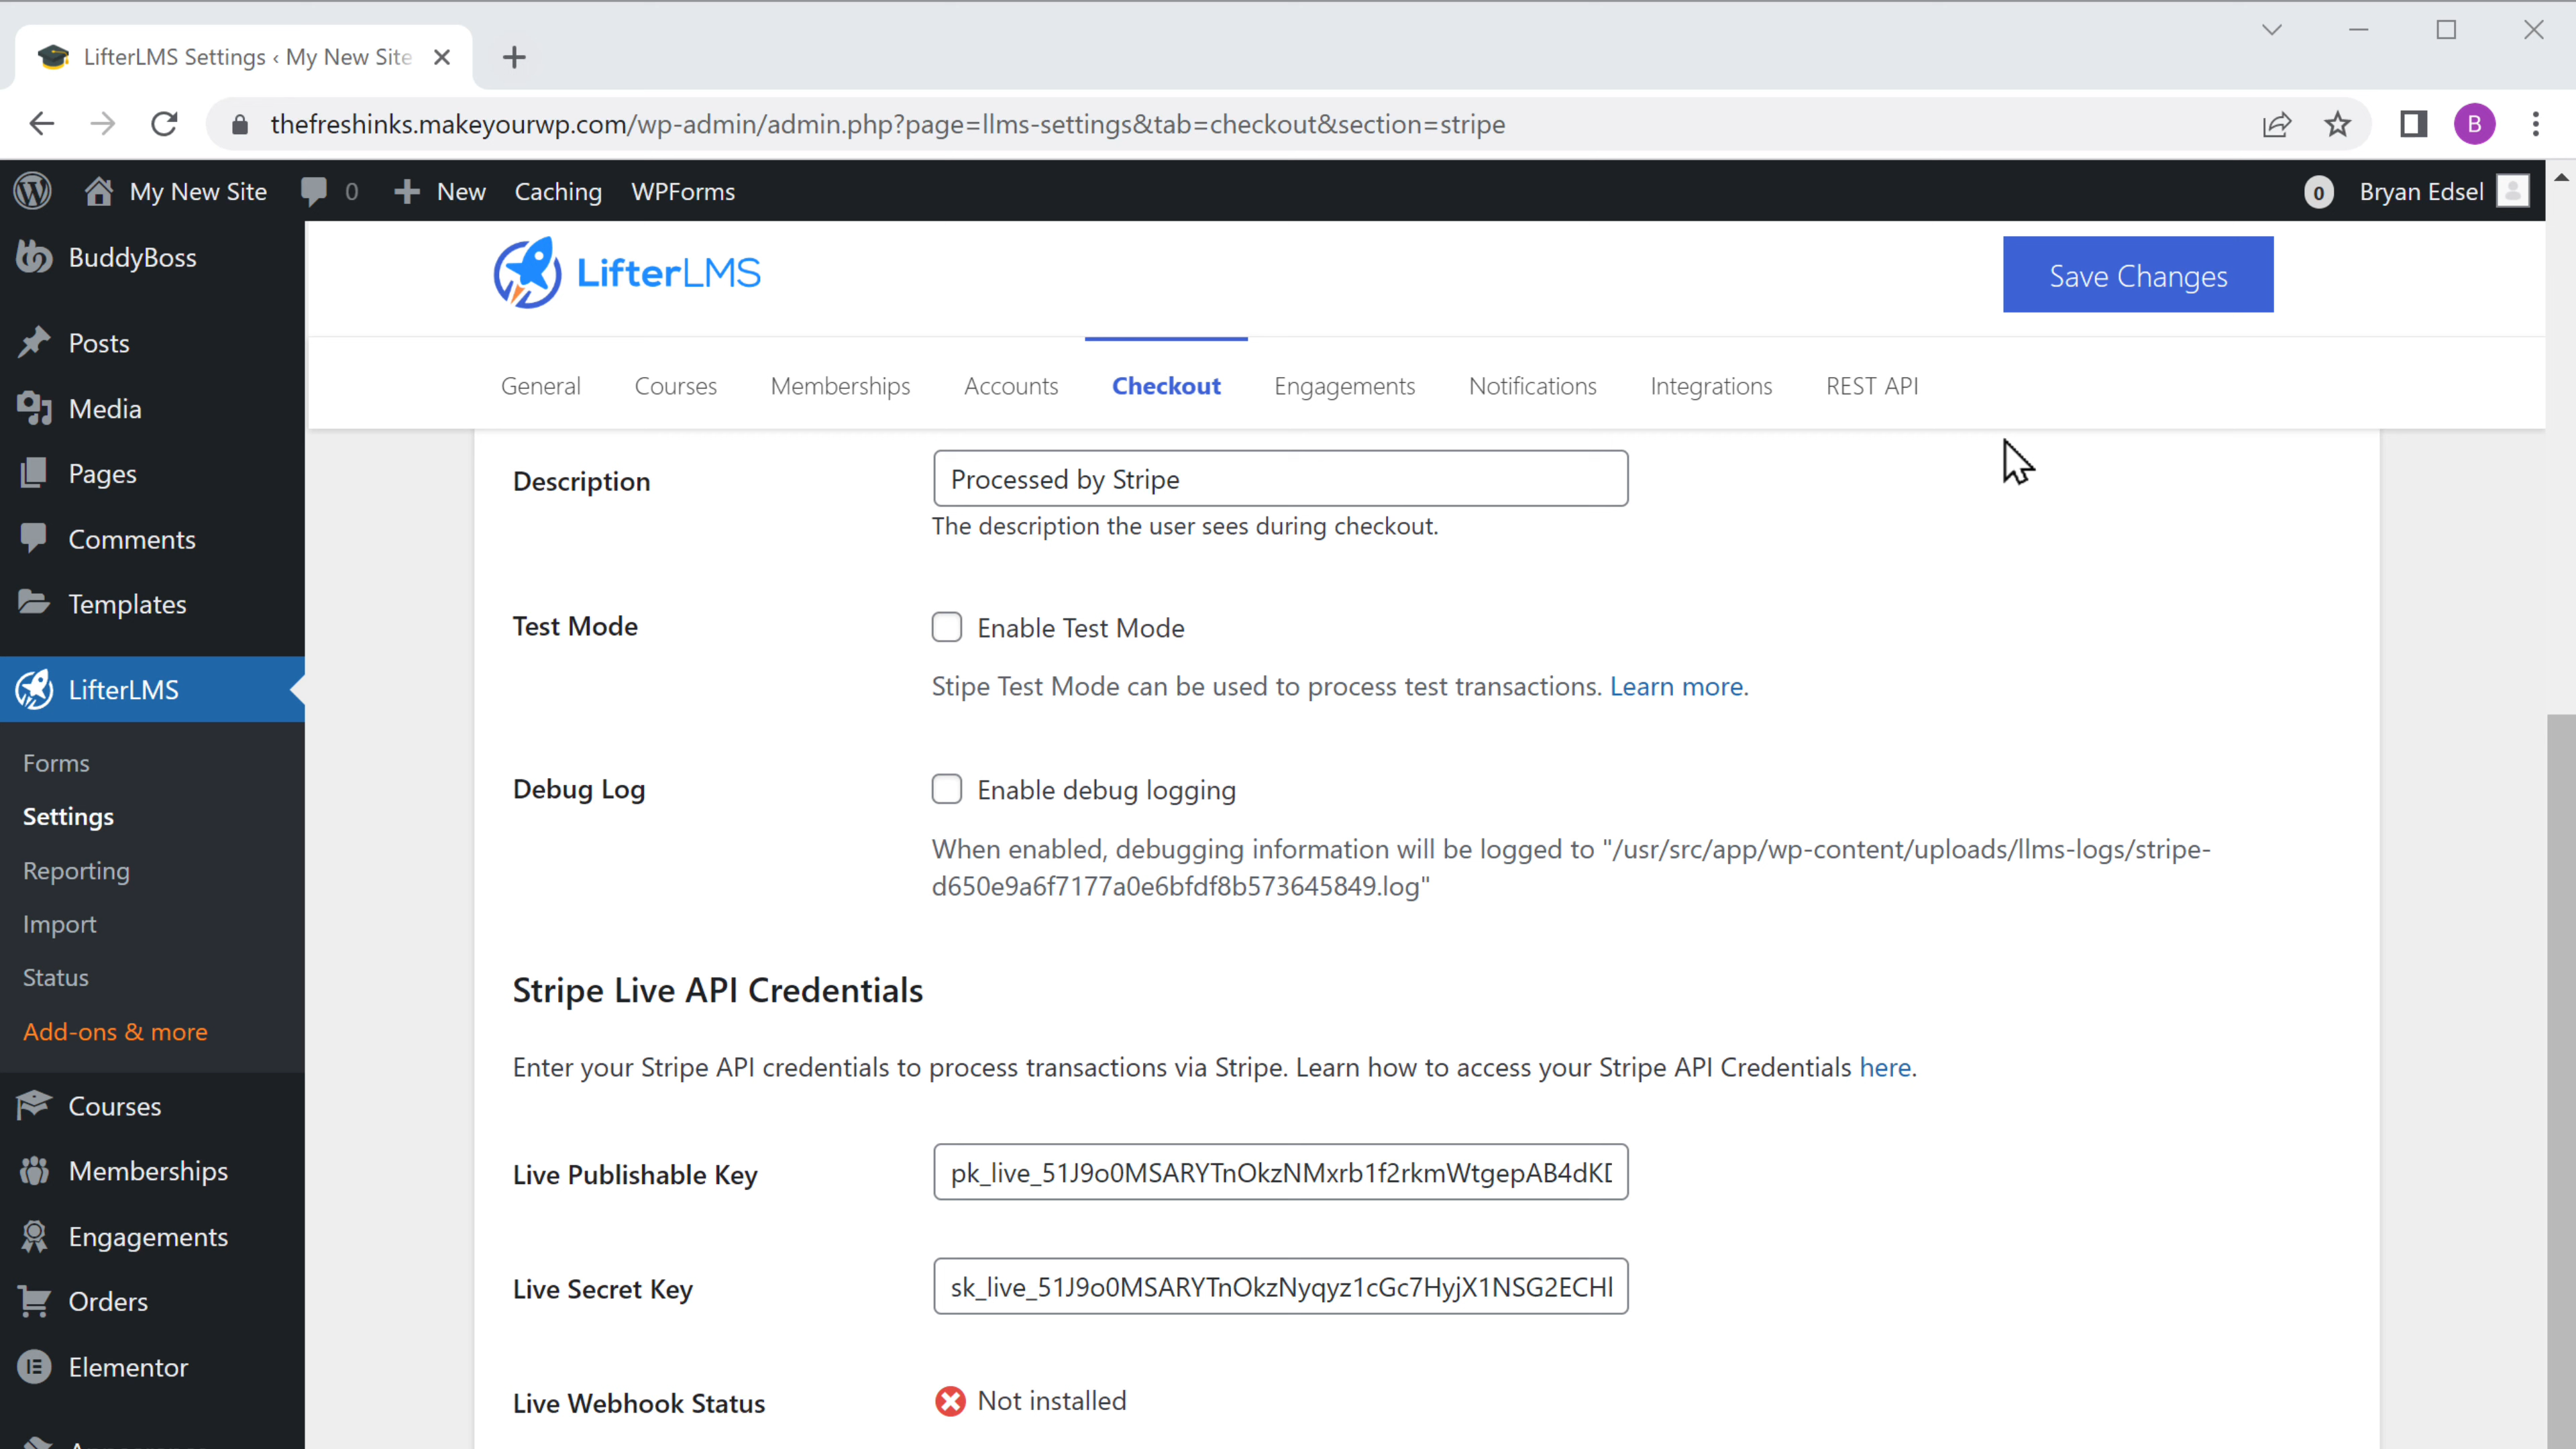 LifterLMS Settings ‹ My New Site
thefreshinks.makeyourwp.com/wp-admin/admin.php?page=llms-settings&tab=checkout&section=stripe
B
My New Site
0
New
Caching
WPForms
0
Bryan Edsel
BuddyBoss
Posts
Media
Pages
Comments
Templates
LifterLMS
Forms
Settings
Reporting
Import
Status
Add-ons & more
Courses
Memberships
Engagements
Orders
Elementor
LifterLMS
Save Changes
General
Courses
Memberships
Accounts
Checkout
Engagements
Notifications
Integrations
REST API
Description
Processed by Stripe
The description the user sees during checkout.
Test Mode
Enable Test Mode
Stipe Test Mode can be used to process test transactions. Learn more.
Debug Log
Enable debug logging
When enabled, debugging information will be logged to "/usr/src/app/wp-content/uploads/llms-logs/stripe-
d650e9a6f7177a0e6bfdf8b573645849.log"
Stripe Live API Credentials
Enter your Stripe API credentials to process transactions via Stripe. Learn how to access your Stripe API Credentials here.
Live Publishable Key
pk_live_51J9o0MSARYTnOkzNMxrb1f2rkmWtgepAB4dK
Live Secret Key
sk_live_51J9o0MSARYTnOkzNyqyz1cGc7HyjX1NSG2ECH
Live Webhook Status
Not installed